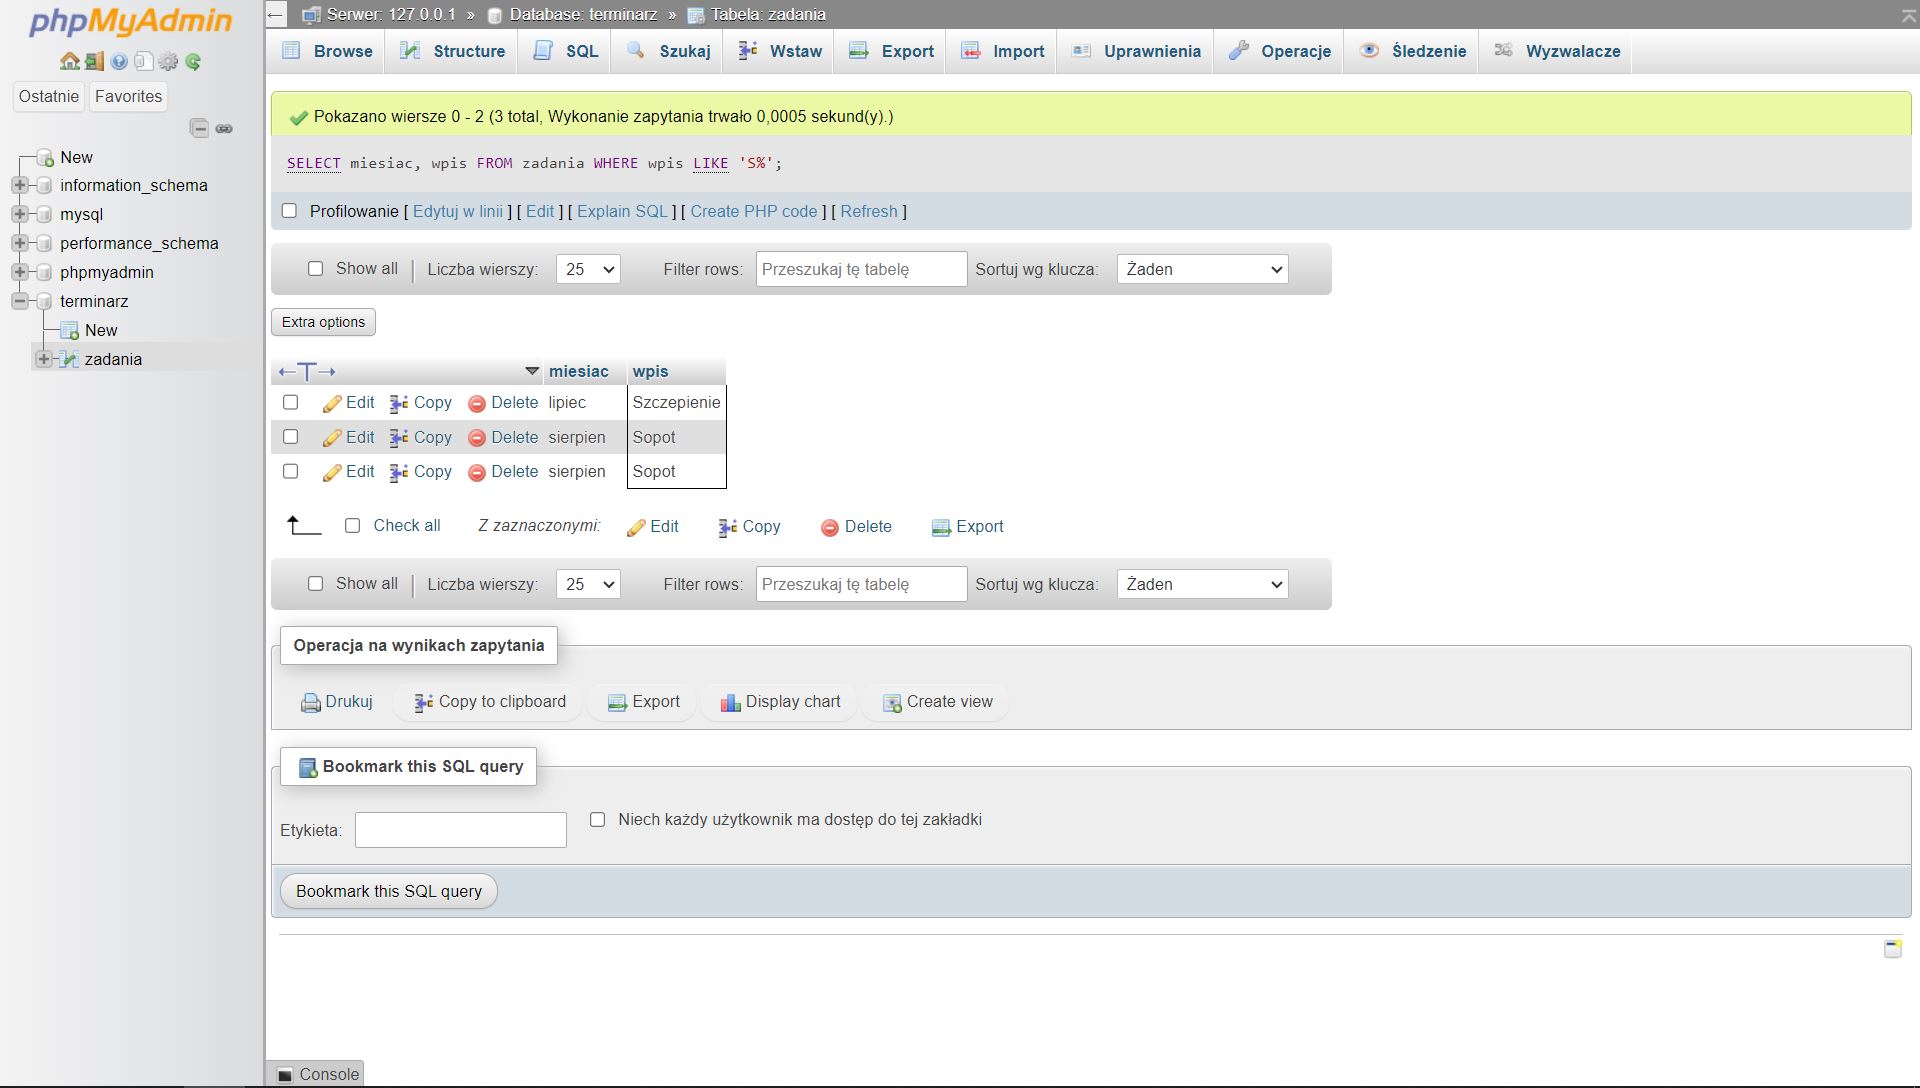 phpMyAdmin
Ostatnie Favorites
New
information_schema
mysql
performance_schema
phpmyadmin
terminarz
New
zadania
Serwer: 127.0.0.1 » Database: terminarz » Tabela: zadania
Browse Structure SQL Szukaj Wstaw Export Import Uprawnienia Operacje Śledzenie Wyzwalacze
Pokazano wiersze 0 - 2 (3 total, Wykonanie zapytania trwało 0,0005 sekund(y).)
SELECT miesiac, wpis FROM zadania WHERE wpis LIKE 'S%';
Profilowanie [ Edytuj w linii ] [ Edit ] [ Explain SQL ] [ Create PHP code ] [ Refresh ]
Show all | Liczba wierszy: 25 Filter rows: Przeszukaj tę tabelę Sortuj wg klucza: Żaden
Extra options
←T→ miesiac wpis
Edit Copy Delete lipiec Szczepienie
Edit Copy Delete sierpien Sopot
Edit Copy Delete sierpien Sopot
Check all Z zaznaczonymi: Edit Copy Delete Export
Show all | Liczba wierszy: 25 Filter rows: Przeszukaj tę tabelę Sortuj wg klucza: Żaden
Operacja na wynikach zapytania
Drukuj Copy to clipboard Export Display chart Create view
Bookmark this SQL query
Etykieta: Niech każdy użytkownik ma dostęp do tej zakładki
Bookmark this SQL query
Console